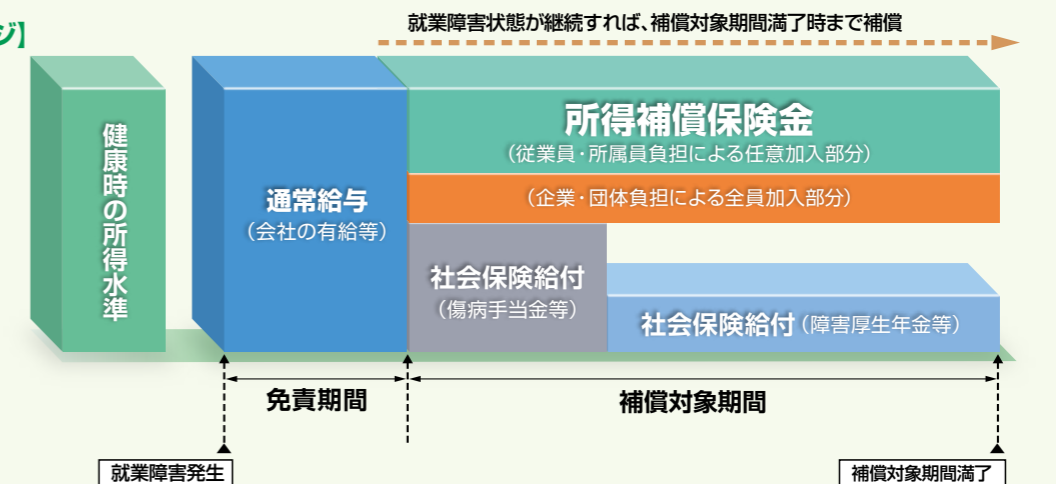 ジ】
就業障害状態が継続すれば、補償対象期間満了時まで補償
健康時の所得水準
通常給与
（会社の有給等）
所得補償保険金
（従業員・所属員負担による任意加入部分）
（企業・団体負担による全員加入部分）
社会保険給付
（傷病手当金等）
社会保険給付（障害厚生年金等）
免責期間
補償対象期間
就業障害発生
補償対象期間満了